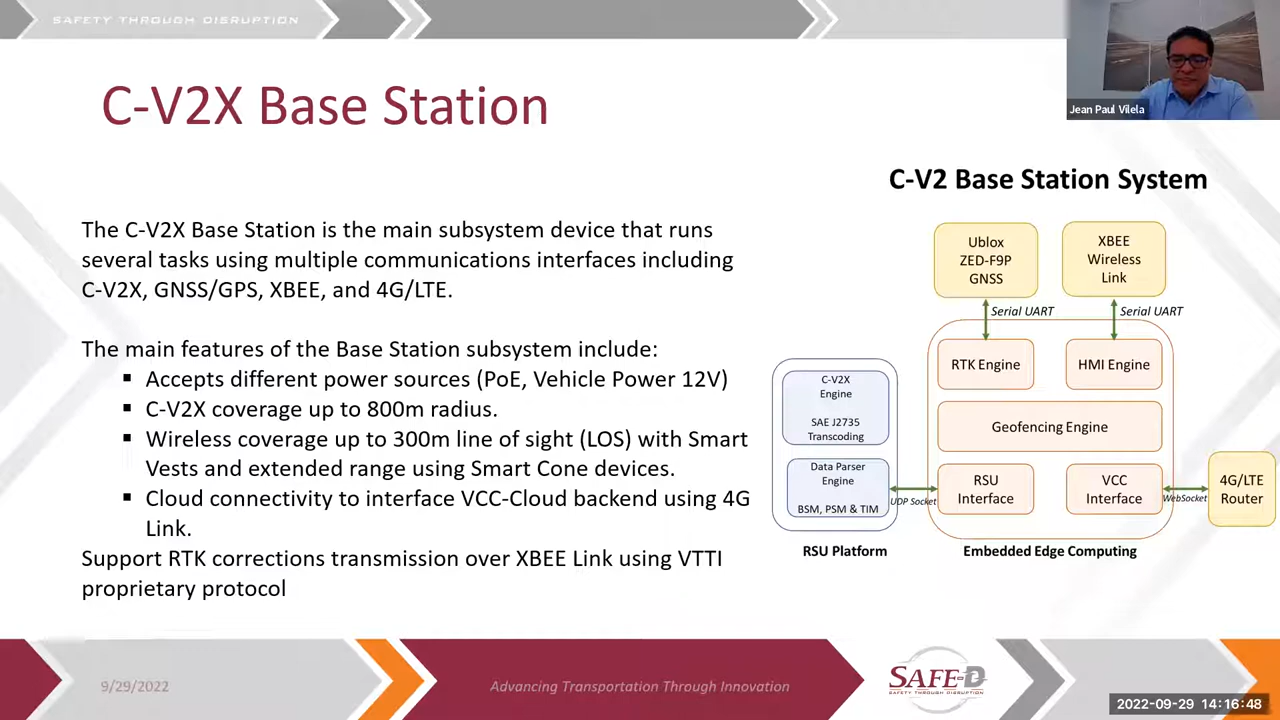 SAFETY THROUGH DISRUPTION
Jean Paul Vilela
C-V2X Base Station
The C-V2X Base Station is the main subsystem device that runs
several tasks using multiple communications interfaces including
C-V2X, GNSS/GPS, XBEE, and 4G/LTE.
The main features of the Base Station subsystem include:
▪ Accepts different power sources (PoE, Vehicle Power 12V)
▪ C-V2X coverage up to 800m radius.
▪ Wireless coverage up to 300m line of sight (LOS) with Smart
Vests and extended range using Smart Cone devices.
▪ Cloud connectivity to interface VCC-Cloud backend using 4G
Link.
Support RTK corrections transmission over XBEE Link using VTTI
proprietary protocol
C-V2 Base Station System
Ublox
ZED-F9P
GNSS
XBEE
Wireless
Link
Serial UART
Serial UART
RTK Engine
HMI Engine
C-V2X
Engine
SAE J2735
Transcoding
Geofencing Engine
Data Parser
Engine
BSM, PSM & TIM
UDP Socket
RSU
Interface
VCC
Interface
WebSocket
4G/LTE
Router
RSU Platform
Embedded Edge Computing
9/29/2022
Advancing Transportation Through Innovation
SAFE-D
SAFETY THROUGH DISRUPTION
2022-09-29 14:16:48